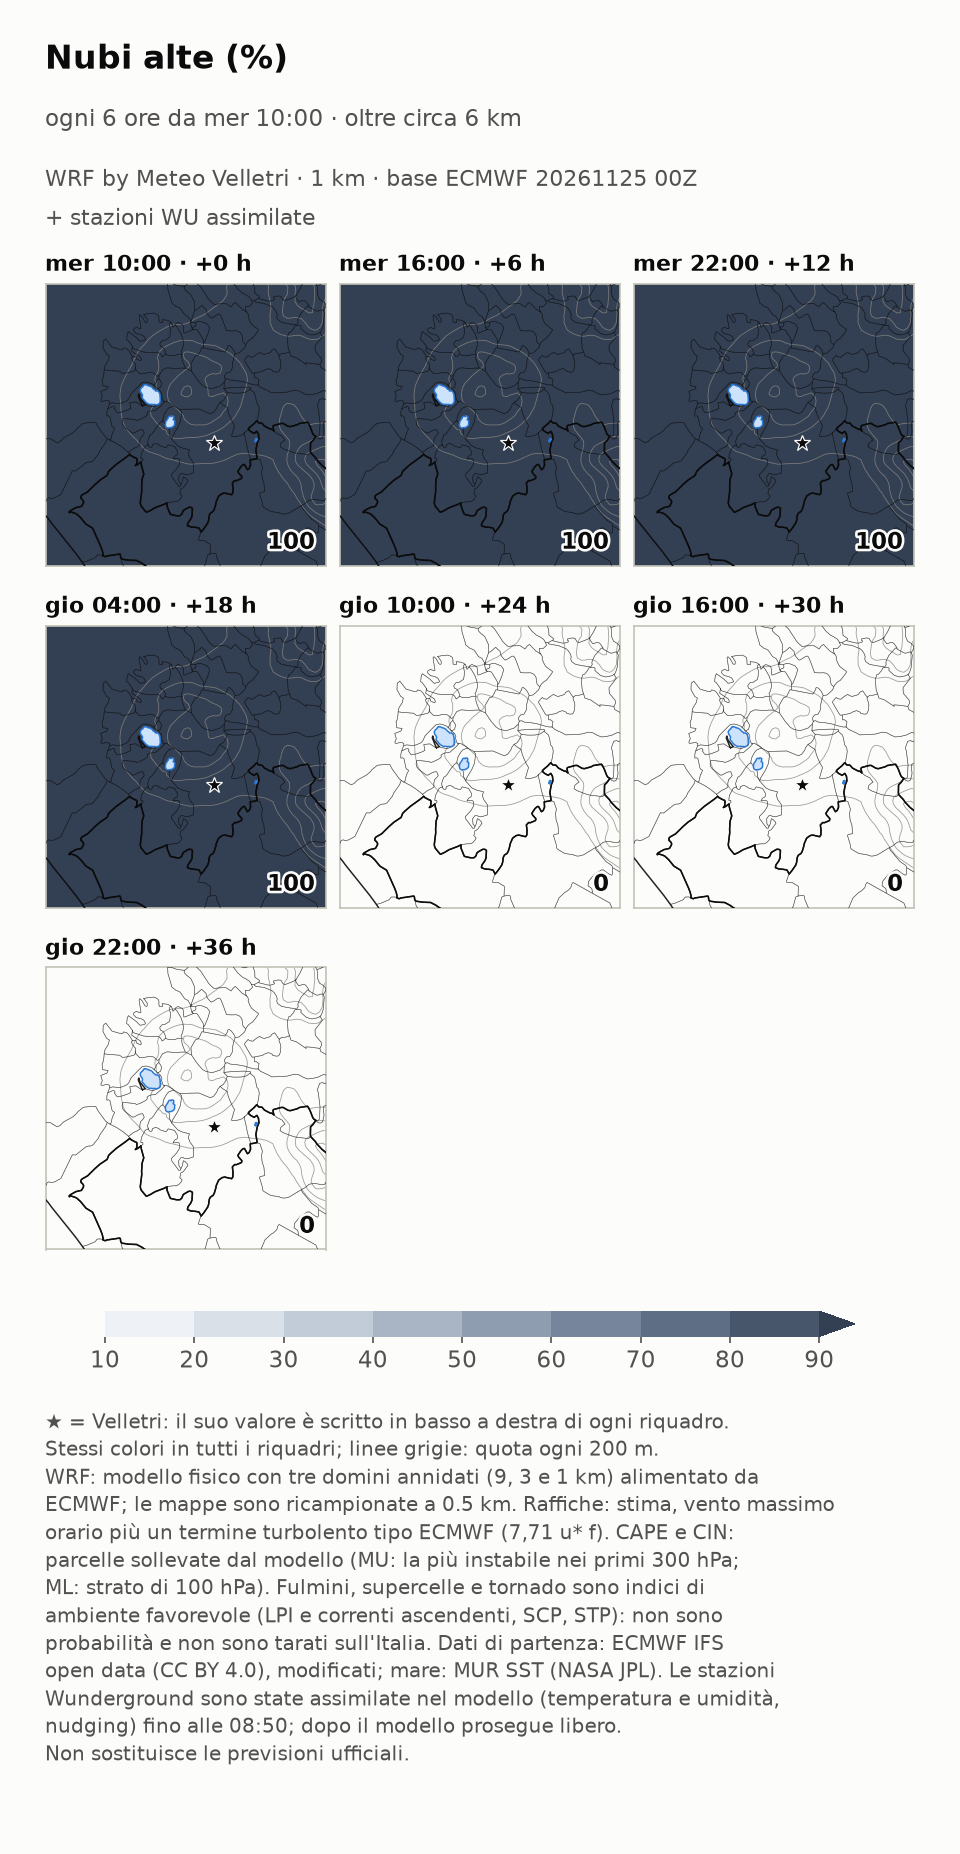 Nubi alte (%)
ogni 6 ore da mer 10:00 · oltre circa 6 km
WRF by Meteo Velletri · 1 km · base ECMWF 20261125 00Z
+ stazioni WU assimilate
mer 10:00 · +0 h
mer 16:00 · +6 h
mer 22:00 · +12 h
100
100
100
gio 04:00 · +18 h
gio 10:00 · +24 h
gio 16:00 · +30 h
100
0
0
gio 22:00 · +36 h
0
10 20 30 40 50 60 70 80 90
★ = Velletri: il suo valore è scritto in basso a destra di ogni riquadro.
Stessi colori in tutti i riquadri; linee grigie: quota ogni 200 m.
WRF: modello fisico con tre domini annidati (9, 3 e 1 km) alimentato da
ECMWF; le mappe sono ricampionate a 0.5 km. Raffiche: stima, vento massimo
orario più un termine turbolento tipo ECMWF (7,71 u* f). CAPE e CIN:
parcelle sollevate dal modello (MU: la più instabile nei primi 300 hPa;
ML: strato di 100 hPa). Fulmini, supercelle e tornado sono indici di
ambiente favorevole (LPI e correnti ascendenti, SCP, STP): non sono
probabilità e non sono tarati sull'Italia. Dati di partenza: ECMWF IFS
open data (CC BY 4.0), modificati; mare: MUR SST (NASA JPL). Le stazioni
Wunderground sono state assimilate nel modello (temperatura e umidità,
nudging) fino alle 08:50; dopo il modello prosegue libero.
Non sostituisce le previsioni ufficiali.